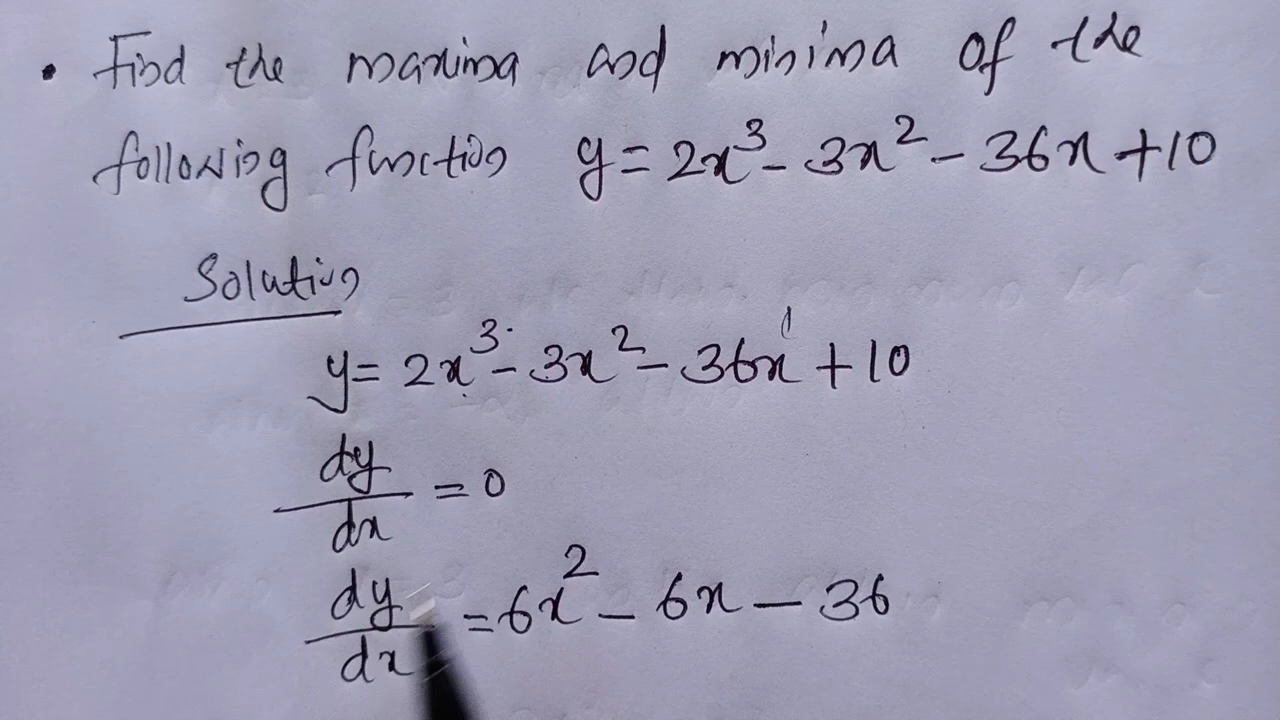 • Find the maxima and minima of the
following function y = 2x³ - 3x² - 36x + 10
Solution
y = 2x³ - 3x² - 36x¹ + 10
dy/dx = 0
dy/dx = 6x² - 6x - 36